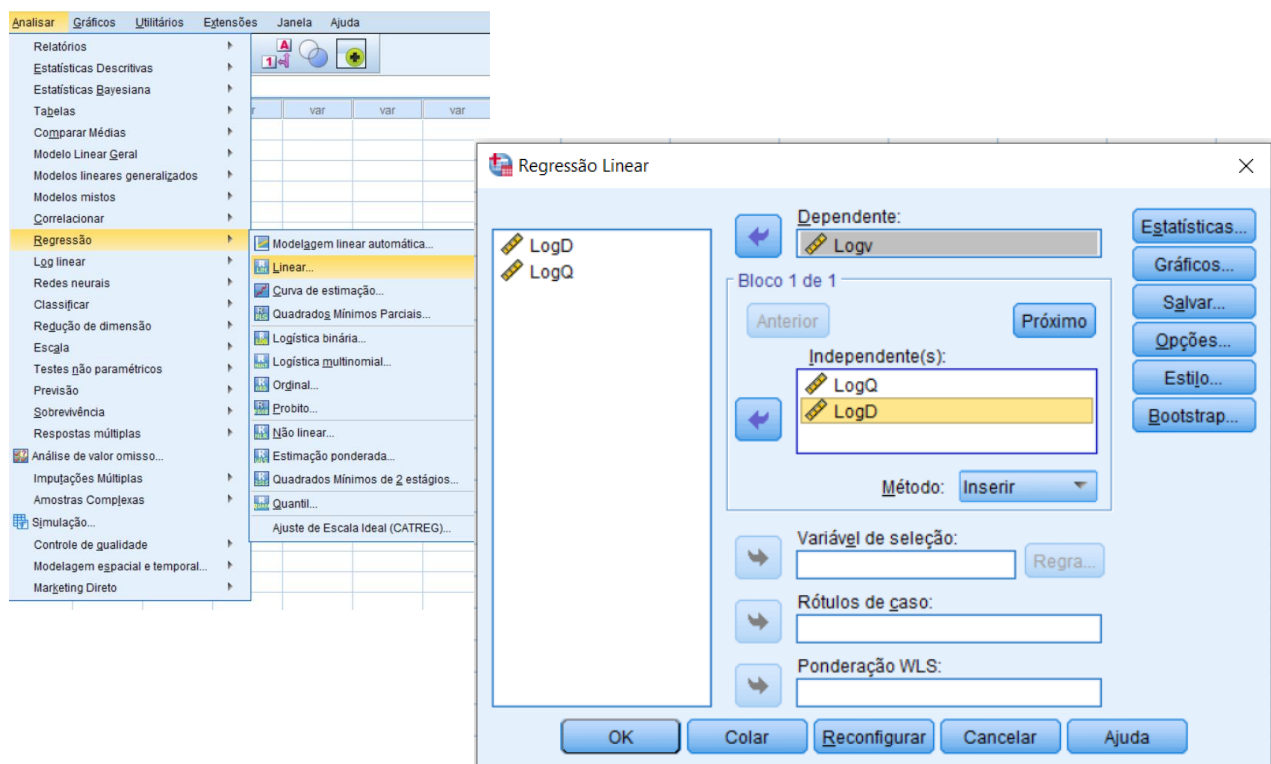 Analisar Gráficos Utilitários Extensões Janela Ajuda
Relatórios
Estatísticas Descritivas
Estatísticas Bayesiana
Tabelas
Comparar Médias
Modelo Linear Geral
Modelos lineares generalizados
Modelos mistos
Correlacionar
Regressão
Log linear
Redes neurais
Classificar
Redução de dimensão
Escala
Testes não paramétricos
Previsão
Sobrevivência
Respostas múltiplas
Análise de valor omisso...
Imputações Múltiplas
Amostras Complexas
Simulação...
Controle de qualidade
Modelagem espacial e temporal...
Marketing Direto
A
1
r var var var
Modelagem linear automática...
Linear...
Curva de estimação...
Quadrados Mínimos Parciais...
Logística binária...
Logística multinomial...
Ordinal...
Probito...
Não linear...
Estimação ponderada...
Quadrados Mínimos de 2 estágios...
Quantil...
Ajuste de Escala Ideal (CATREG)...
Regressão Linear
LogD
LogQ
Dependente:
Logv
Bloco 1 de 1
Anterior Próximo
Independente(s):
LogQ
LogD
Método: Inserir
Variável de seleção:
Regra...
Rótulos de caso:
Ponderação WLS:
Estatísticas...
Gráficos...
Salvar...
Opções...
Estilo...
Bootstrap...
OK Colar Reconfigurar Cancelar Ajuda